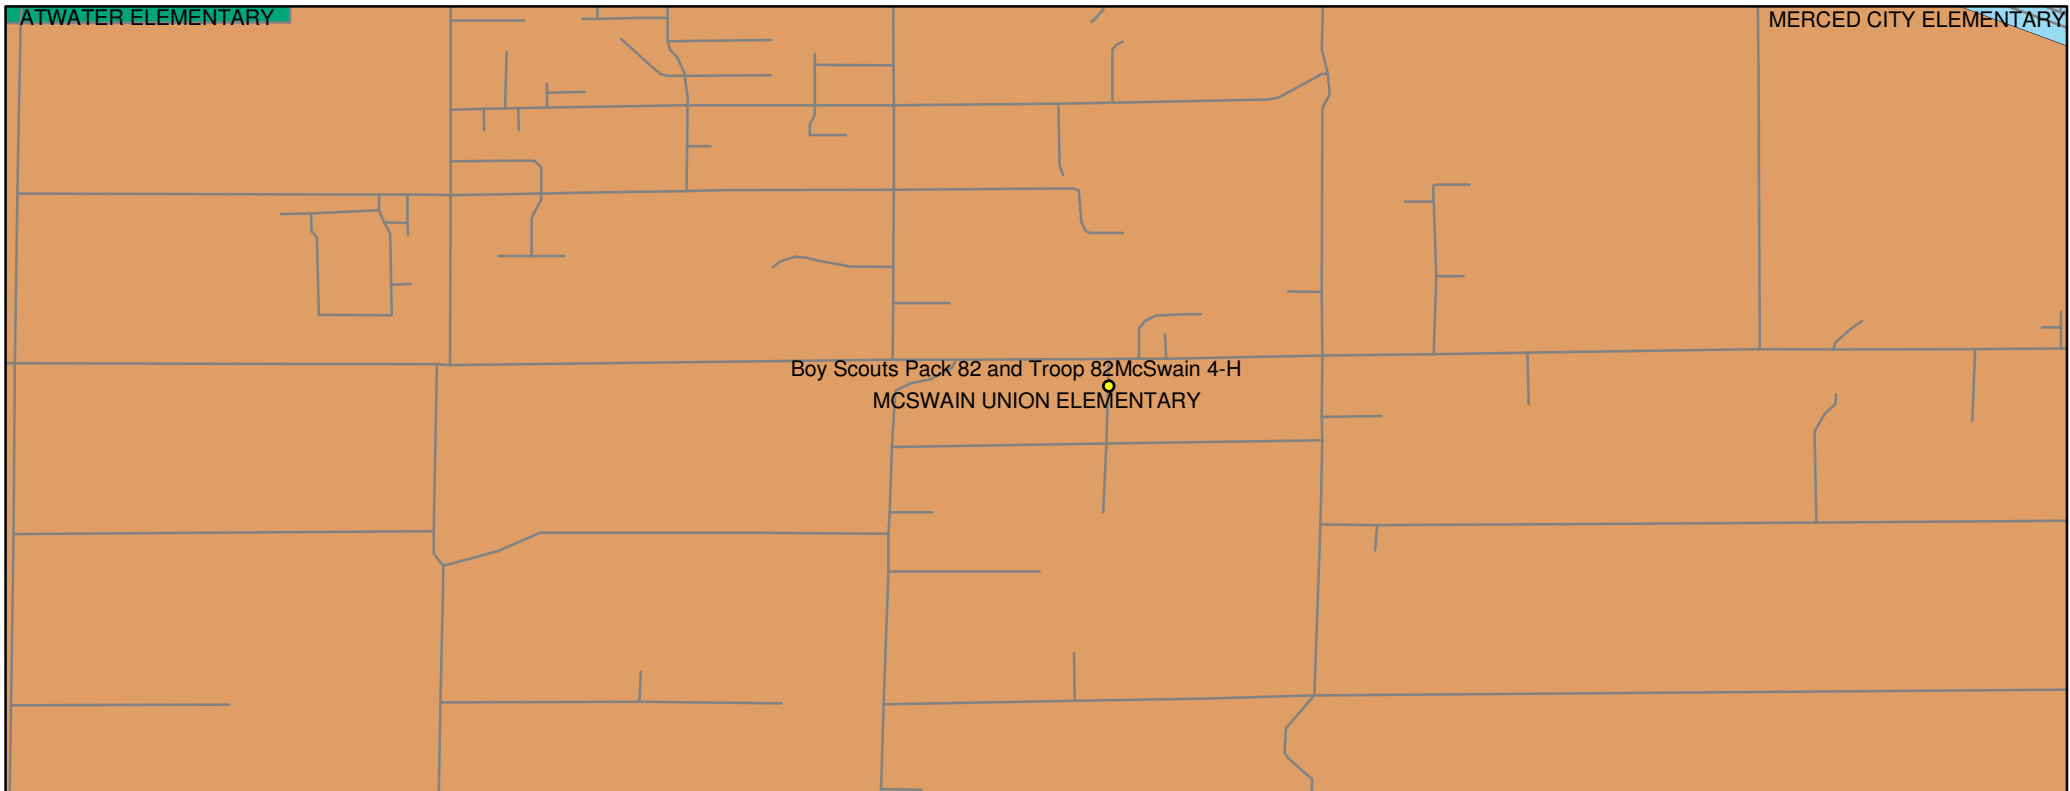 ATWATER ELEMENTARY
MERCED CITY ELEMENTARY
Boy Scouts Pack 82 and Troop 82McSwain 4-H
MCSWAIN UNION ELEMENTARY